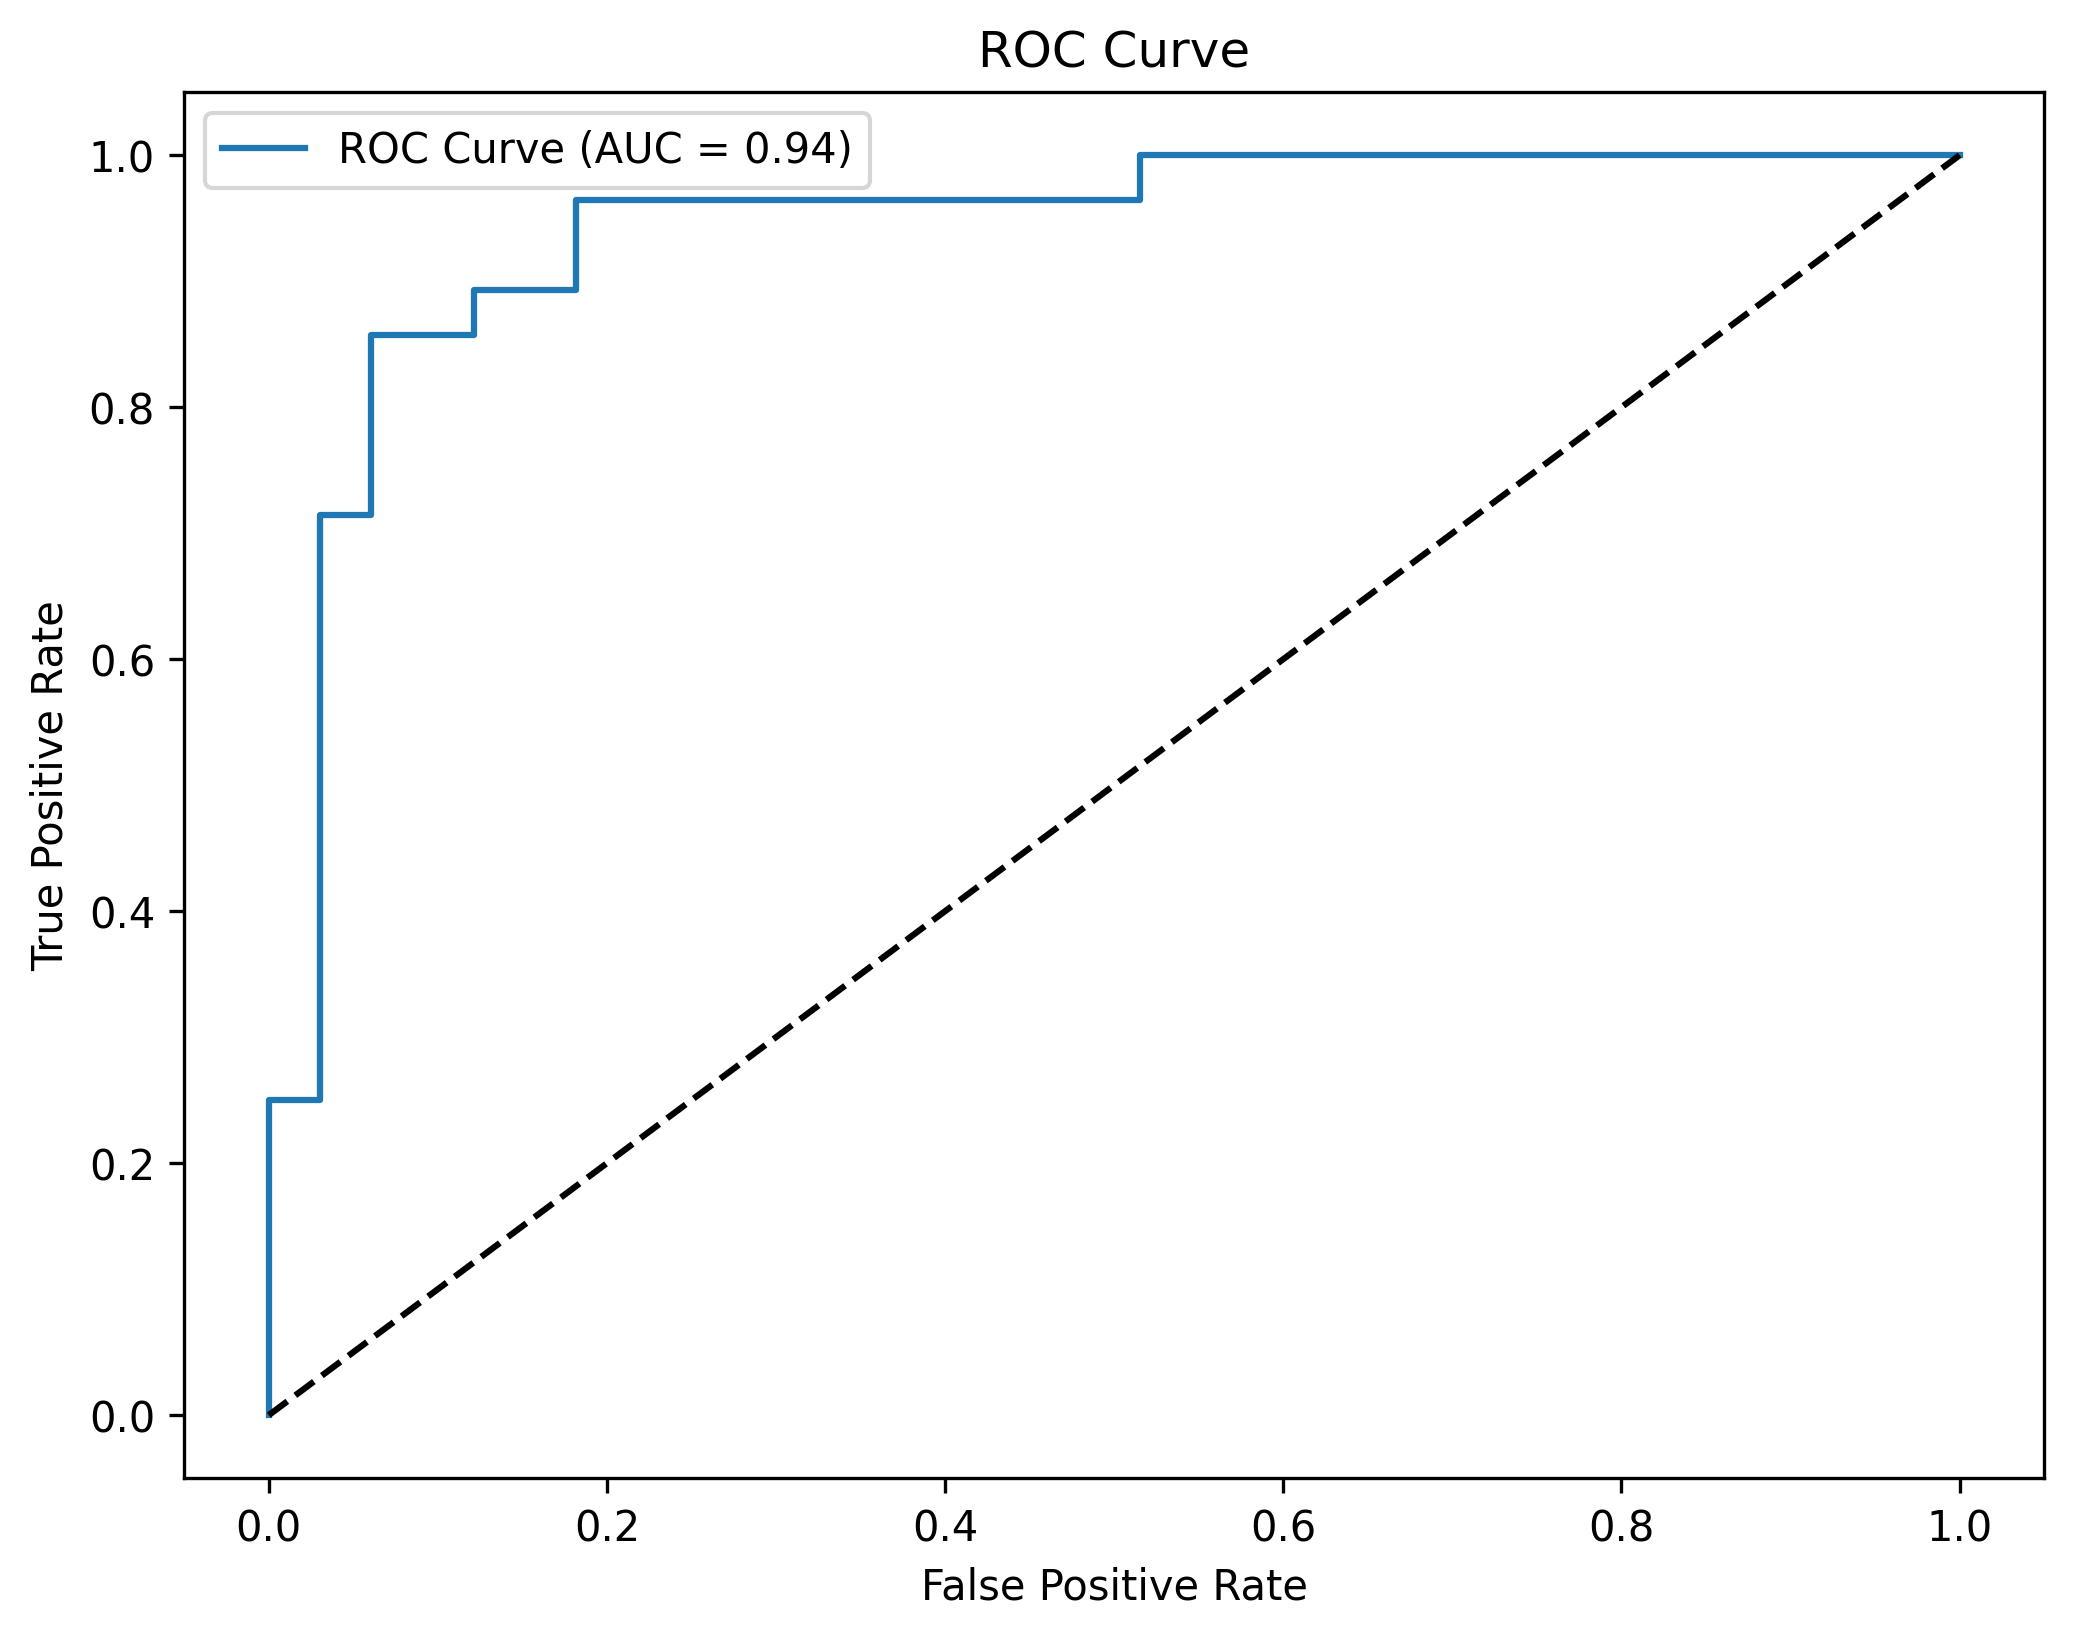 ROC Curve
ROC Curve (AUC = 0.94)
1.0
0.8
0.6
0.4
0.2
0.0
True Positive Rate
0.0 0.2 0.4 0.6 0.8 1.0
False Positive Rate